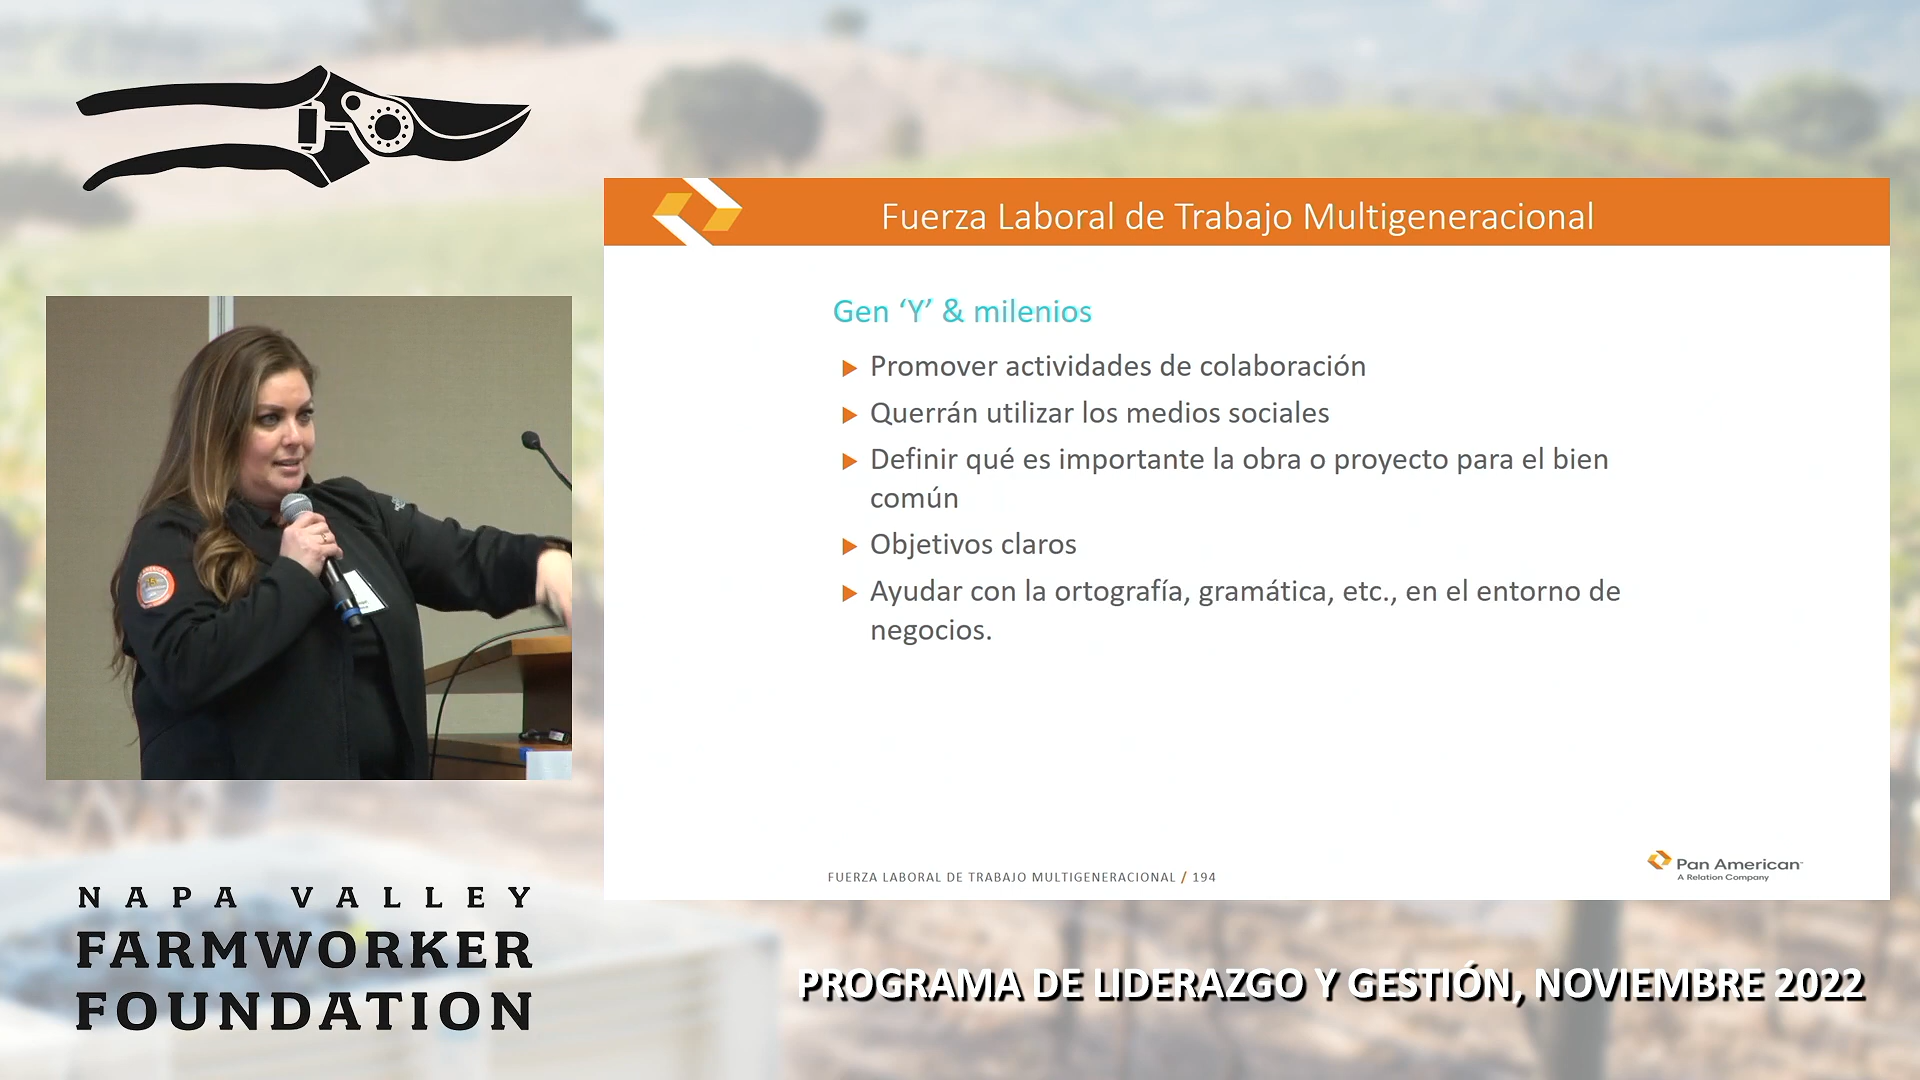 Fuerza Laboral de Trabajo Multigeneracional
Gen ‘Y’ & milenios
Promover actividades de colaboración
Querrán utilizar los medios sociales
Definir qué es importante la obra o proyecto para el bien
común
Objetivos claros
Ayudar con la ortografía, gramática, etc., en el entorno de
negocios.
FUERZA LABORAL DE TRABAJO MULTIGENERACIONAL / 194
Pan American
A Relation Company
NAPA VALLEY
FARMWORKER
FOUNDATION
PROGRAMA DE LIDERAZGO Y GESTIÓN, NOVIEMBRE 2022